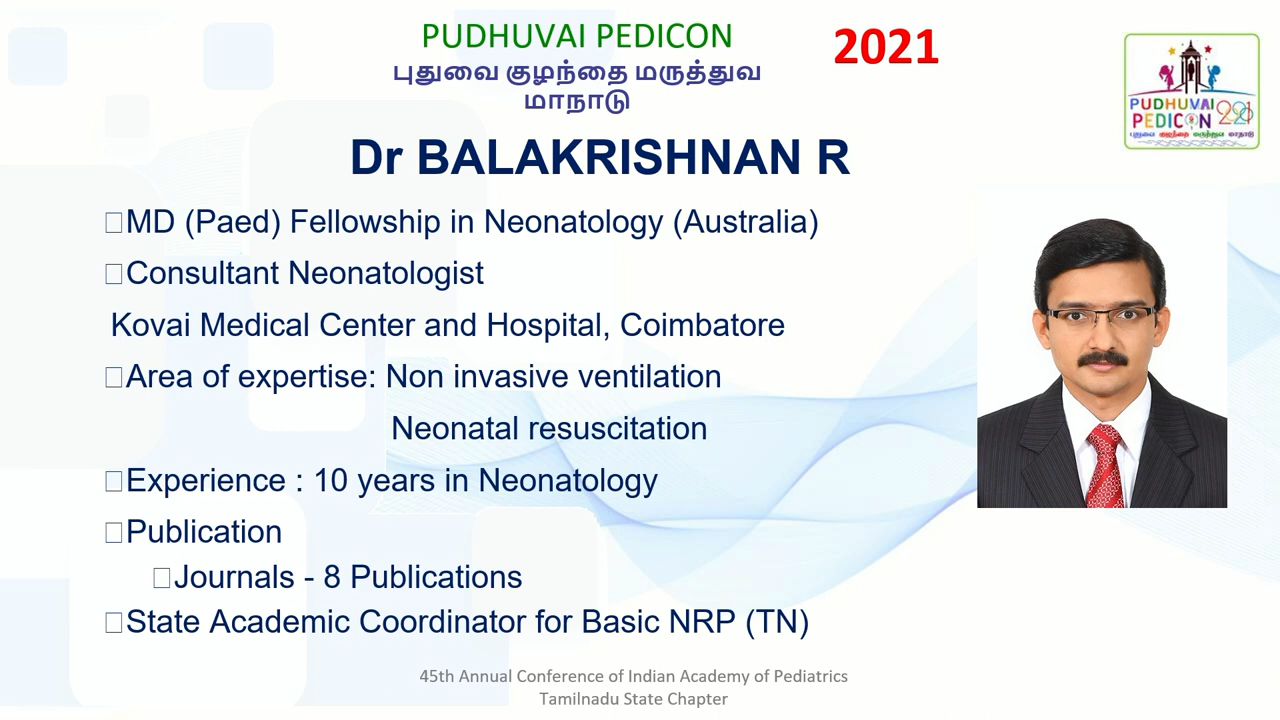 PUDHUVAI PEDICON
புதுவை குழந்தை மருத்துவ
மாநாடு
2021
PUDHUVAI
PEDICON 2021
புதுவை குழந்தை மருத்துவ மாநாடு
Dr BALAKRISHNAN R
MD (Paed) Fellowship in Neonatology (Australia)
Consultant Neonatologist
Kovai Medical Center and Hospital, Coimbatore
Area of expertise: Non invasive ventilation
Neonatal resuscitation
Experience : 10 years in Neonatology
Publication
Journals - 8 Publications
State Academic Coordinator for Basic NRP (TN)
45th Annual Conference of Indian Academy of Pediatrics
Tamilnadu State Chapter